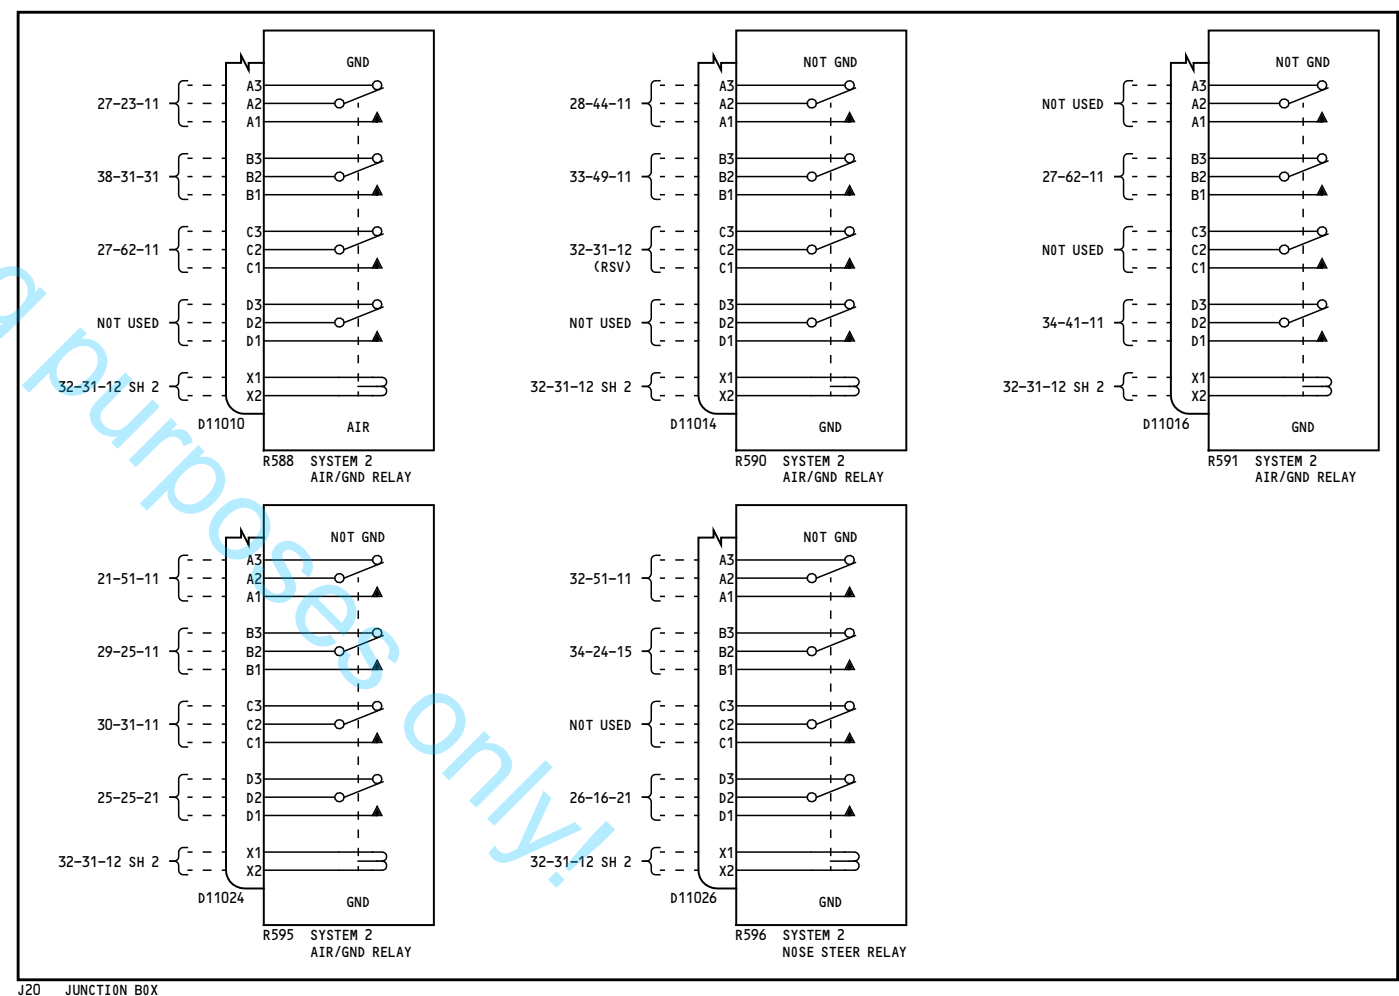 GND
27-23-11
A3
A2
A1
38-31-31
B3
B2
B1
27-62-11
C3
C2
C1
NOT USED
D3
D2
D1
32-31-12 SH 2
X1
X2
D11010
AIR
R588 SYSTEM 2
AIR/GND RELAY
NOT GND
28-44-11
A3
A2
A1
33-49-11
B3
B2
B1
32-31-12
(RSV)
C3
C2
C1
NOT USED
D3
D2
D1
32-31-12 SH 2
X1
X2
D11014
GND
R590 SYSTEM 2
AIR/GND RELAY
NOT GND
NOT USED
A3
A2
A1
27-62-11
B3
B2
B1
NOT USED
C3
C2
C1
34-41-11
D3
D2
D1
32-31-12 SH 2
X1
X2
D11016
GND
R591 SYSTEM 2
AIR/GND RELAY
NOT GND
21-51-11
A3
A2
A1
29-25-11
B3
B2
B1
30-31-11
C3
C2
C1
25-25-21
D3
D2
D1
32-31-12 SH 2
X1
X2
D11024
GND
R595 SYSTEM 2
AIR/GND RELAY
NOT GND
32-51-11
A3
A2
A1
34-24-15
B3
B2
B1
NOT USED
C3
C2
C1
26-16-21
D3
D2
D1
32-31-12 SH 2
X1
X2
D11026
GND
R596 SYSTEM 2
NOSE STEER RELAY
J20 JUNCTION BOX
purposes only!